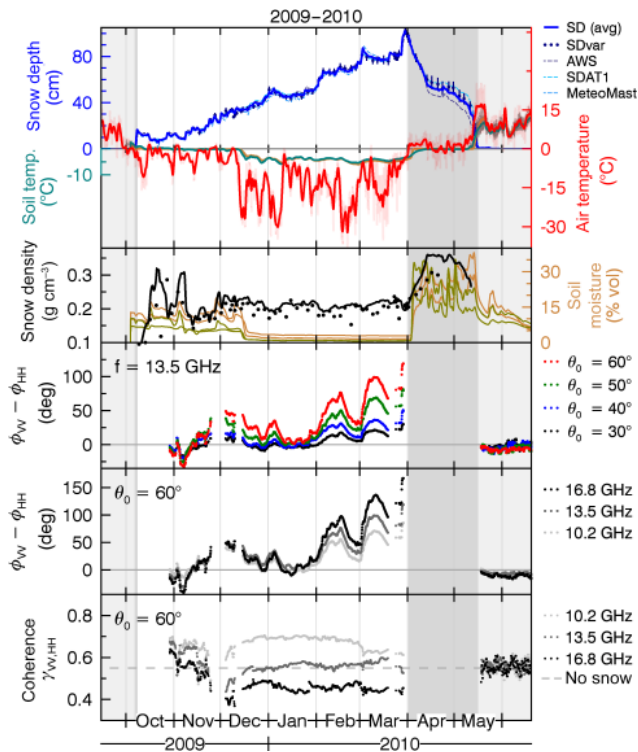 2009–2010
Snow depth
(cm)
80
40
0
Soil temp.
(°C)
-10
15
0
-15
-30
Air temperature
(°C)
SD (avg)
SDvar
AWS
SDAT1
MeteoMast
Snow density
(g cm⁻³)
0.3
0.2
0.1
30
15
0
Soil
moisture
(% vol)
f = 13.5 GHz
ϕVV − ϕHH
(deg)
100
50
0
θ0 = 60°
θ0 = 50°
θ0 = 40°
θ0 = 30°
θ0 = 60°
ϕVV − ϕHH
(deg)
150
100
50
0
16.8 GHz
13.5 GHz
10.2 GHz
θ0 = 60°
Coherence
γVV,HH
0.8
0.6
0.4
10.2 GHz
13.5 GHz
16.8 GHz
No snow
Oct Nov Dec Jan Feb Mar Apr May
2009 2010